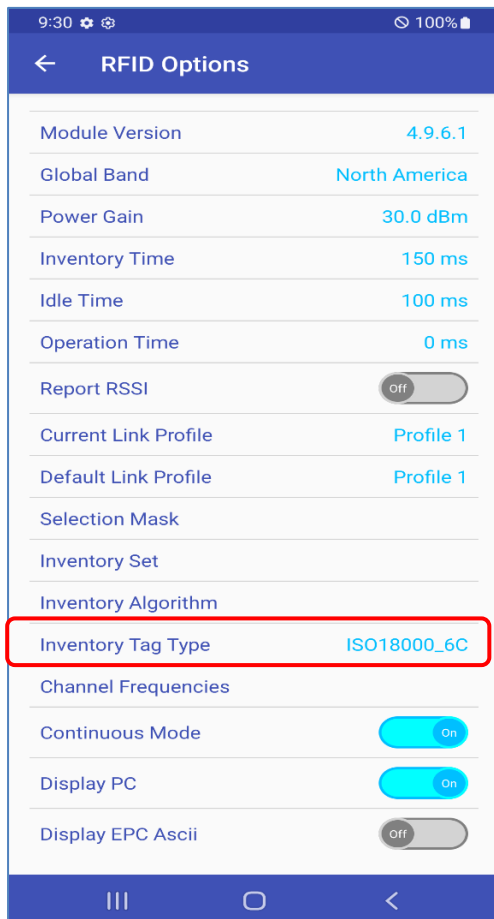 9:30 100%
RFID Options
Module Version 4.9.6.1
Global Band North America
Power Gain 30.0 dBm
Inventory Time 150 ms
Idle Time 100 ms
Operation Time 0 ms
Report RSSI Off
Current Link Profile Profile 1
Default Link Profile Profile 1
Selection Mask
Inventory Set
Inventory Algorithm
Inventory Tag Type ISO18000_6C
Channel Frequencies
Continuous Mode On
Display PC On
Display EPC Ascii Off